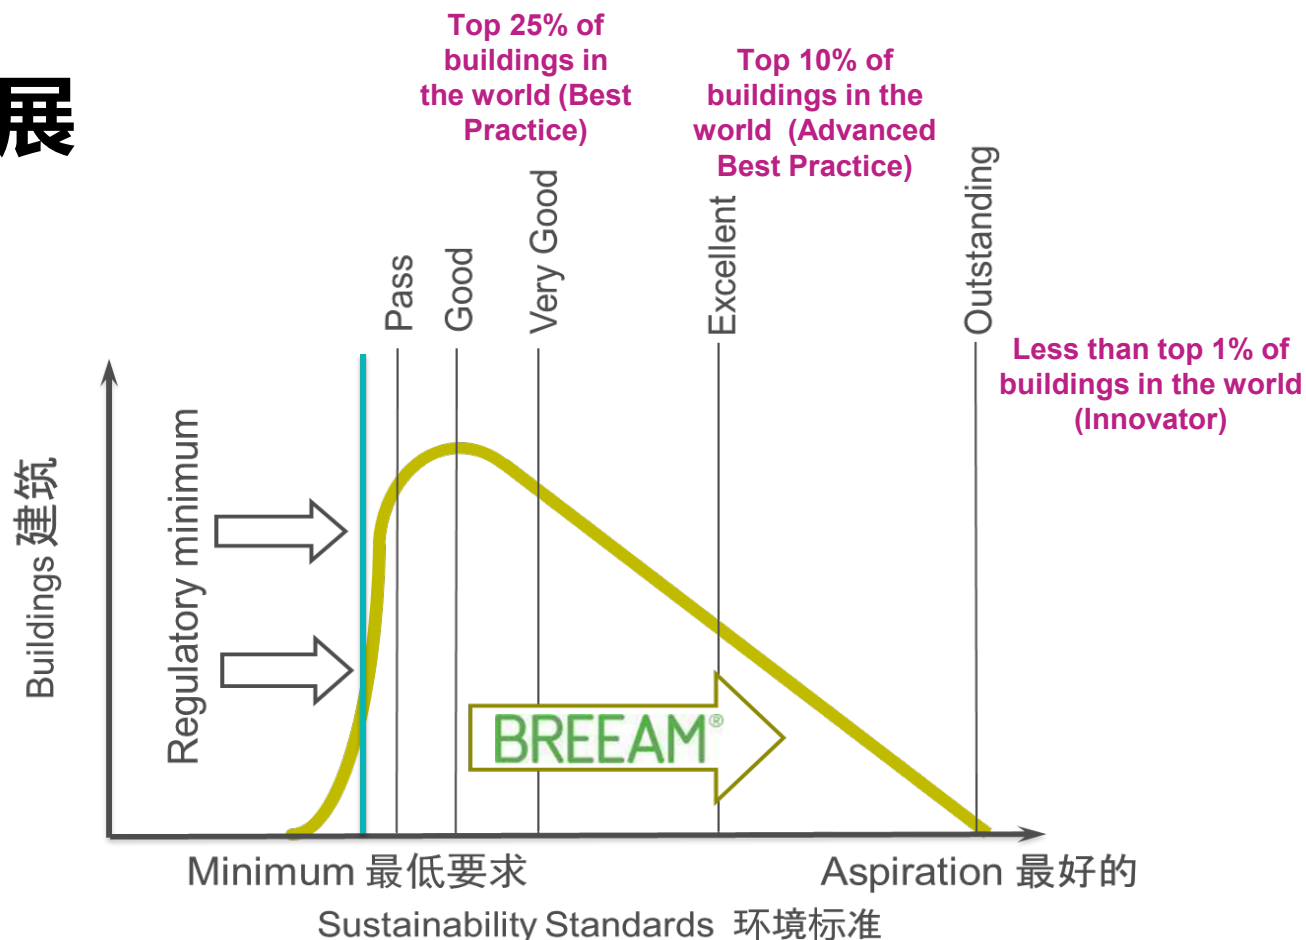 展
Top 25% of
buildings in
the world (Best
Practice)
Top 10% of
buildings in the
world (Advanced
Best Practice)
Pass
Good
Very Good
Excellent
Outstanding
Less than top 1% of
buildings in the world
(Innovator)
Buildings 建筑
Regulatory minimum
BREEAM®
Minimum 最低要求
Aspiration 最好的
Sustainability Standards 环境标准